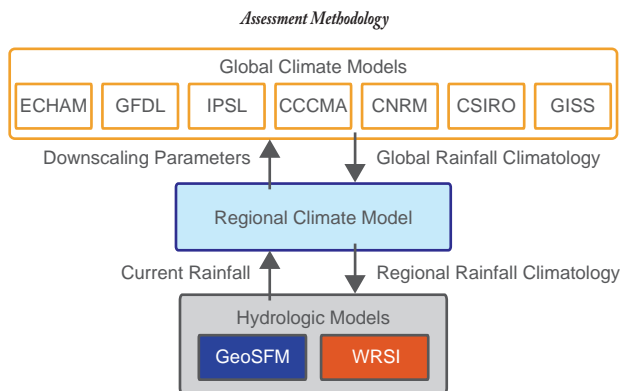 Assessment Methodology
Global Climate Models
ECHAM GFDL IPSL CCCMA CNRM CSIRO GISS
Downscaling Parameters Global Rainfall Climatology
Regional Climate Model
Current Rainfall Regional Rainfall Climatology
Hydrologic Models
GeoSFM WRSI